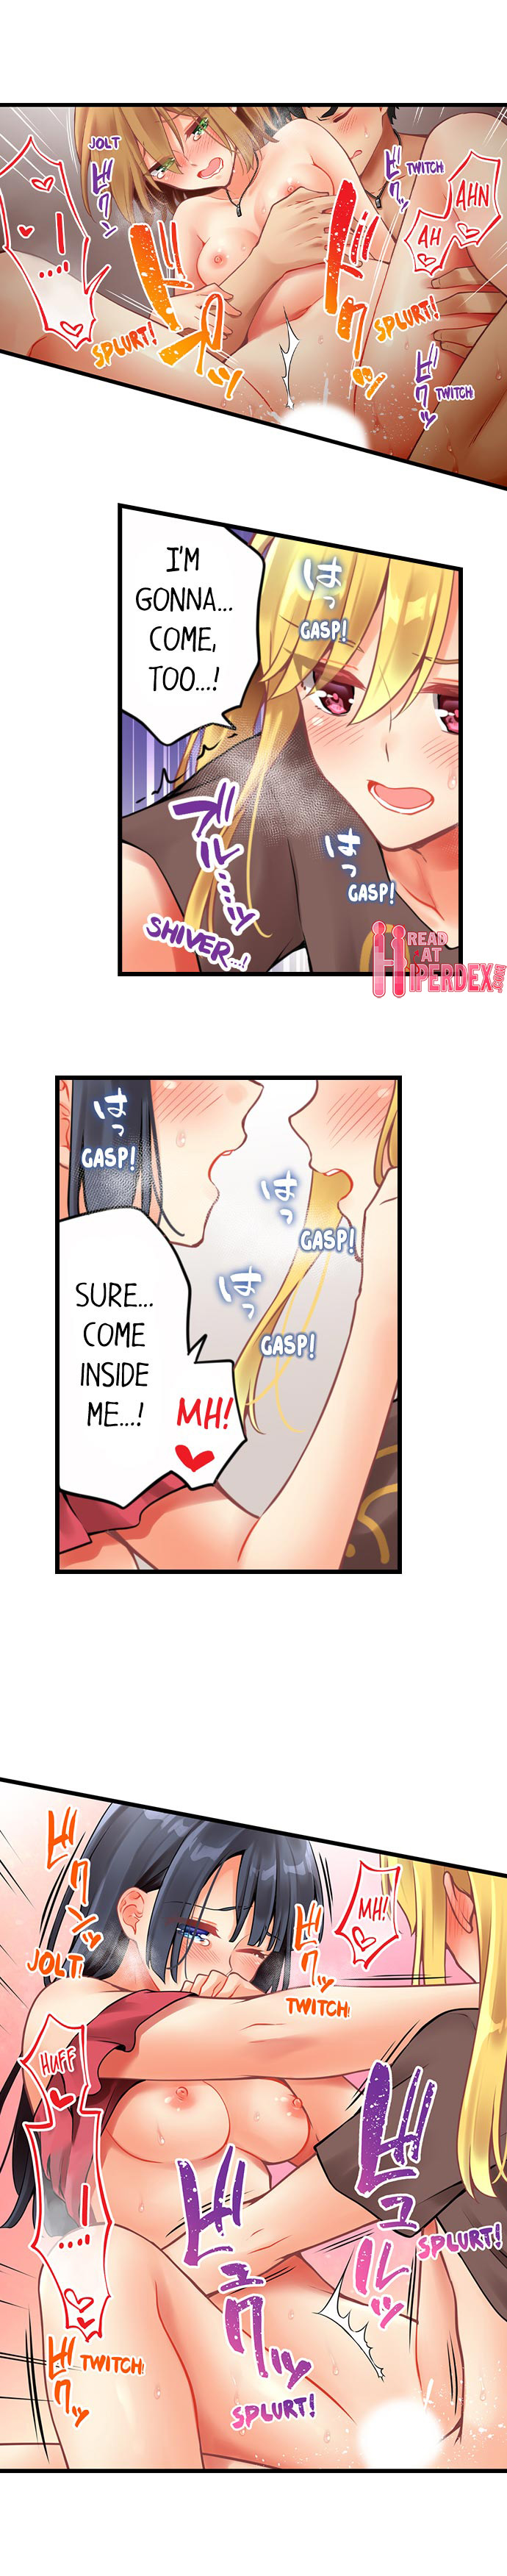 JOLT
ビクン
TWITCH
ビクッ
AHN
AH
ー....
SPLURT!
ドクッ
ドクッ
SPLURT!
ビクッ
TWITCH
I'M
GONNA...
COME,
TOO...!
はっ
GASP!
はっ
GASP!
ブルル...ッ
SHIVER...!
READ
AT
HIPERDEX.com
はっ
GASP!
はっ
GASP!
はっ
GASP!
SURE...
COME
INSIDE
ME...!
MH!
ビクンッ
JOLT!
ビクッ
TWITCH!
MH!
HUFF
ー....
ビュルッ
SPLURT!
ビュクッ
SPLURT!
ビクッ
TWITCH!